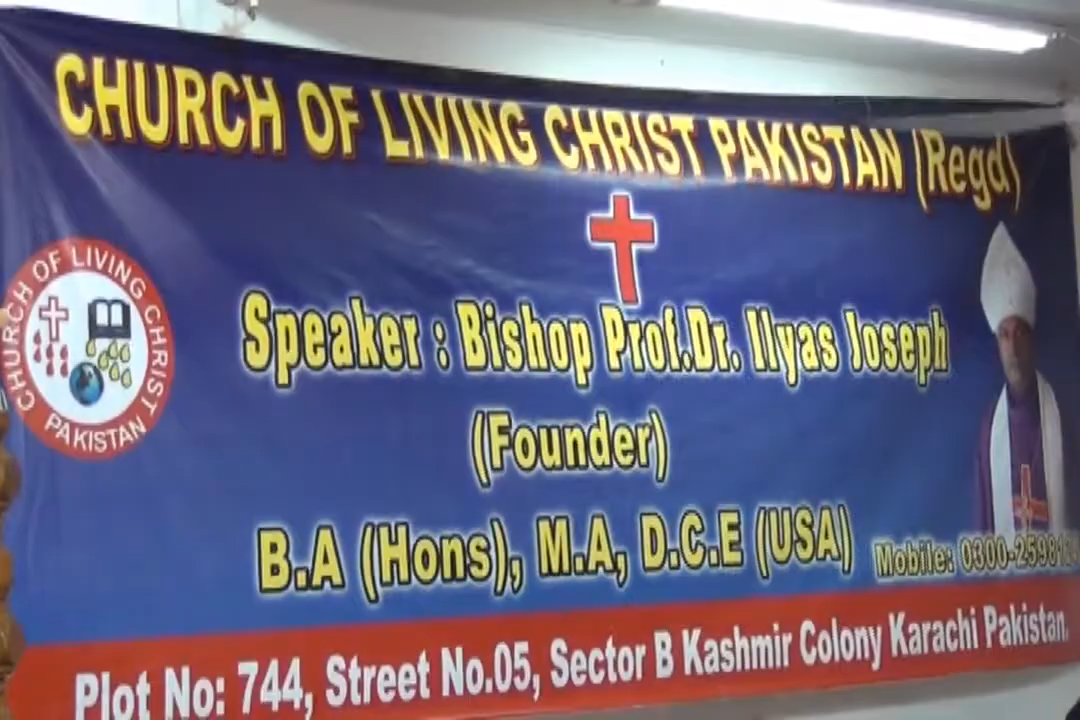 CHURCH OF LIVING CHRIST PAKISTAN (Regd)
CHURCH OF LIVING CHRIST
PAKISTAN
Speaker : Bishop Prof.Dr. Ilyas Joseph
(Founder)
B.A (Hons), M.A, D.C.E (USA)
Mobile:
Plot No: 744, Street No.05, Sector B Kashmir Colony Karachi Pakistan.